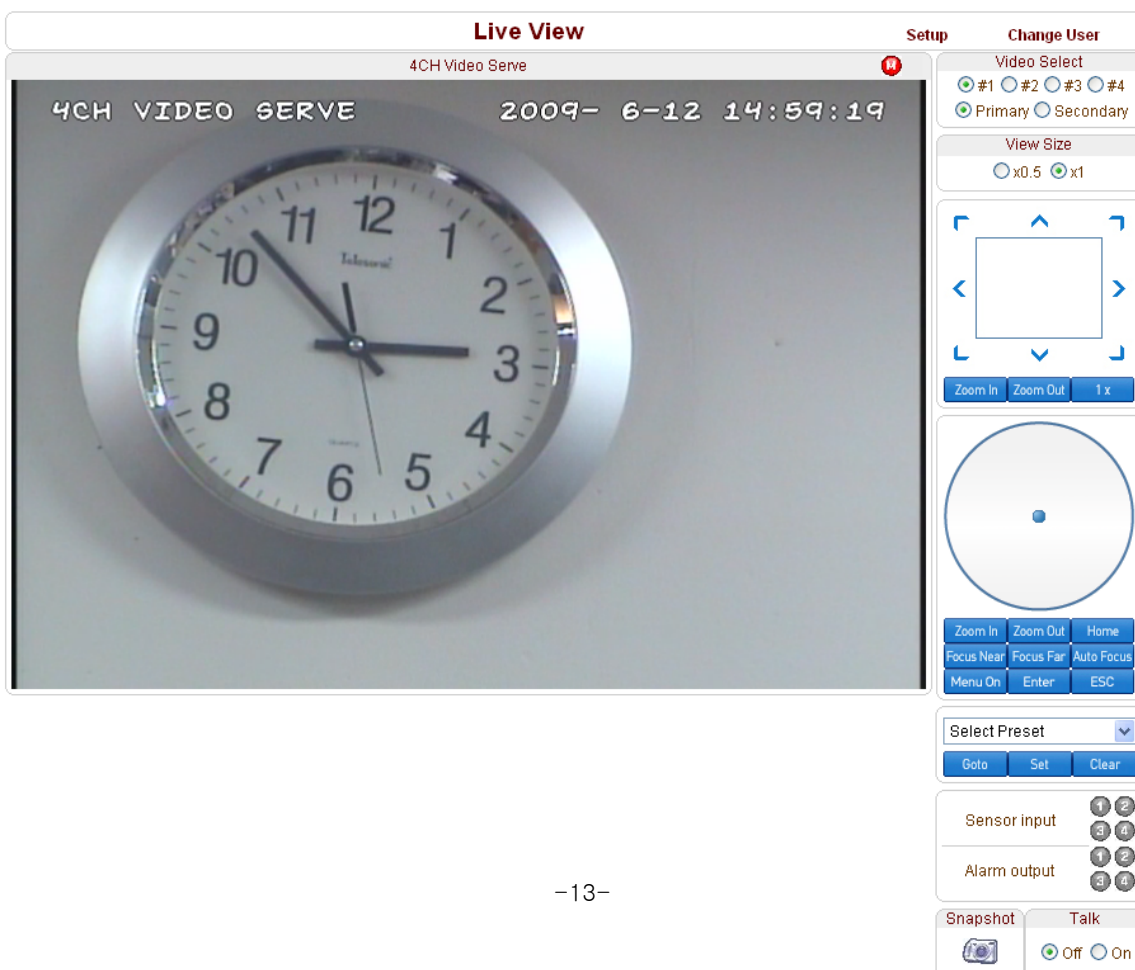 Live View
Setup
Change User
4CH Video Serve
M
4CH VIDEO SERVE 2009- 6-12 14:59:19
11 12 1
10 2
9 3
8 4
7 6 5
QUARTZ
Video Select
#1 #2 #3 #4
Primary Secondary
View Size
x0.5 x1
Zoom In Zoom Out 1 x
Zoom In Zoom Out Home
Focus Near Focus Far Auto Focus
Menu On Enter ESC
Select Preset
Goto Set Clear
Sensor input
1 2
3 4
Alarm output
1 2
3 4
-13-
Snapshot Talk
Off On